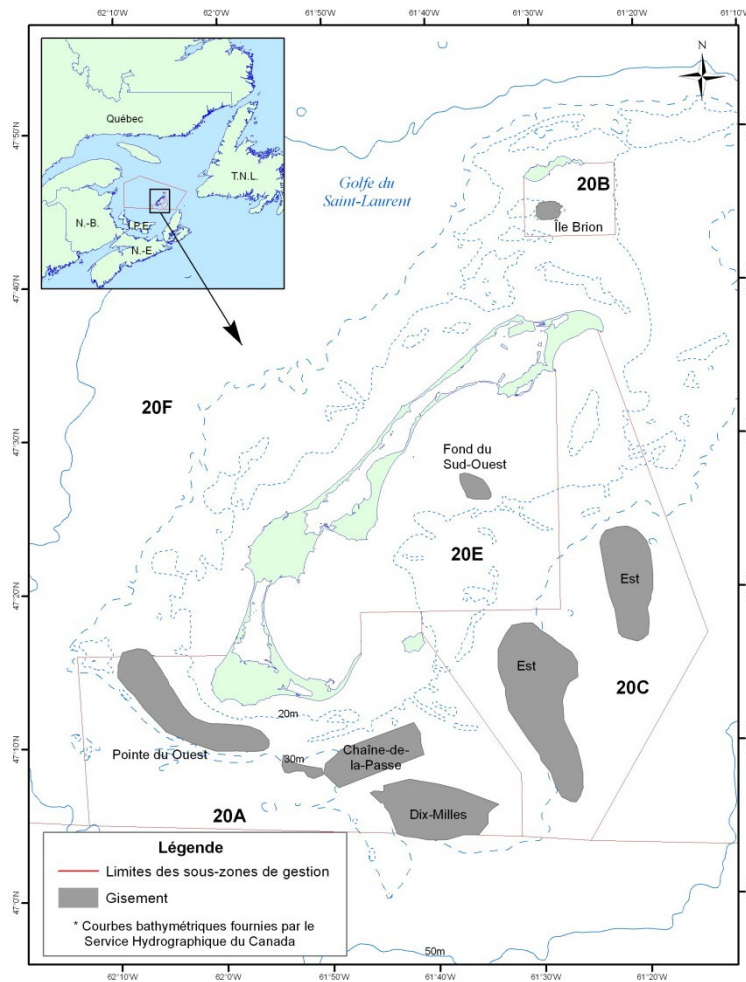 62°10'O 62°0'O 61°50'O 61°40'O 61°30'O 61°20'O 61°10'O
N
Québec
T.N.L.
N.-B.
I.P.E.
N.-E.
Golfe du
Saint-Laurent
20B
Île Brion
47°50'N
47°40'N
20F
47°30'N
Fond du
Sud-Ouest
20E
Est
47°20'N
Est
20C
20m
Pointe du Ouest
30m
Chaîne-de-
la-Passe
47°10'N
Dix-Milles
20A
Légende
Limites des sous-zones de gestion
Gisement
* Courbes bathymétriques fournies par le
Service Hydrographique du Canada
47°0'N
50m
62°10'O 62°0'O 61°50'O 61°40'O 61°30'O 61°20'O